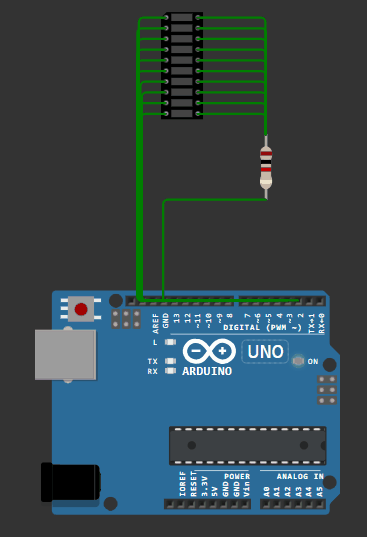 AREF
GND
13
12
~11
~10
~9
8
7
~6
~5
4
~3
2
TX→1
RX←0
DIGITAL (PWM ~)
L
TX
RX
UNO
ON
ARDUINO
POWER
ANALOG IN
IOREF
RESET
3.3V
5V
GND
GND
Vin
A0
A1
A2
A3
A4
A5